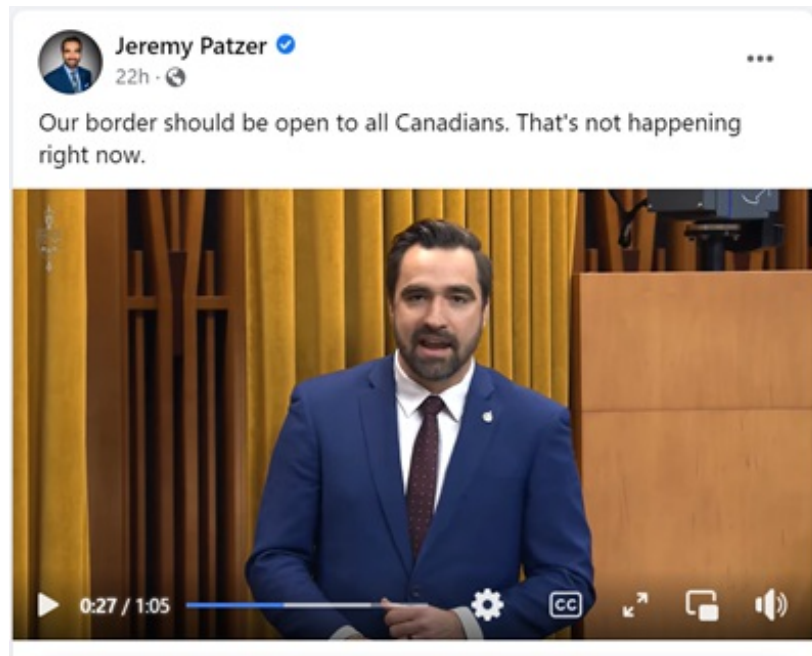 Jeremy Patzer
22h ·
Our border should be open to all Canadians. That's not happening
right now.
0:27 / 1:05
CC